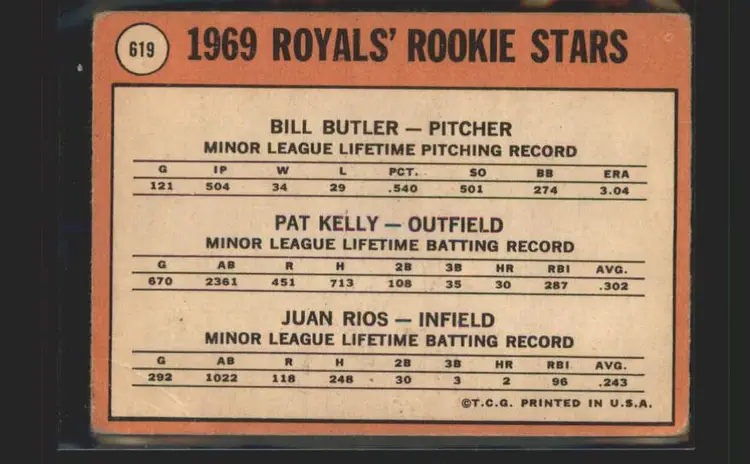 619 1969 ROYALS' ROOKIE STARS
BILL BUTLER — PITCHER
MINOR LEAGUE LIFETIME PITCHING RECORD
G IP W L PCT. SO BB ERA
121 504 34 29 .540 501 274 3.04
PAT KELLY — OUTFIELD
MINOR LEAGUE LIFETIME BATTING RECORD
G AB R H 2B 3B HR RBI AVG.
670 2361 451 713 108 35 30 287 .302
JUAN RIOS — INFIELD
MINOR LEAGUE LIFETIME BATTING RECORD
G AB R H 2B 3B HR RBI AVG.
292 1022 118 248 30 3 2 96 .243
©T.C.G. PRINTED IN U.S.A.